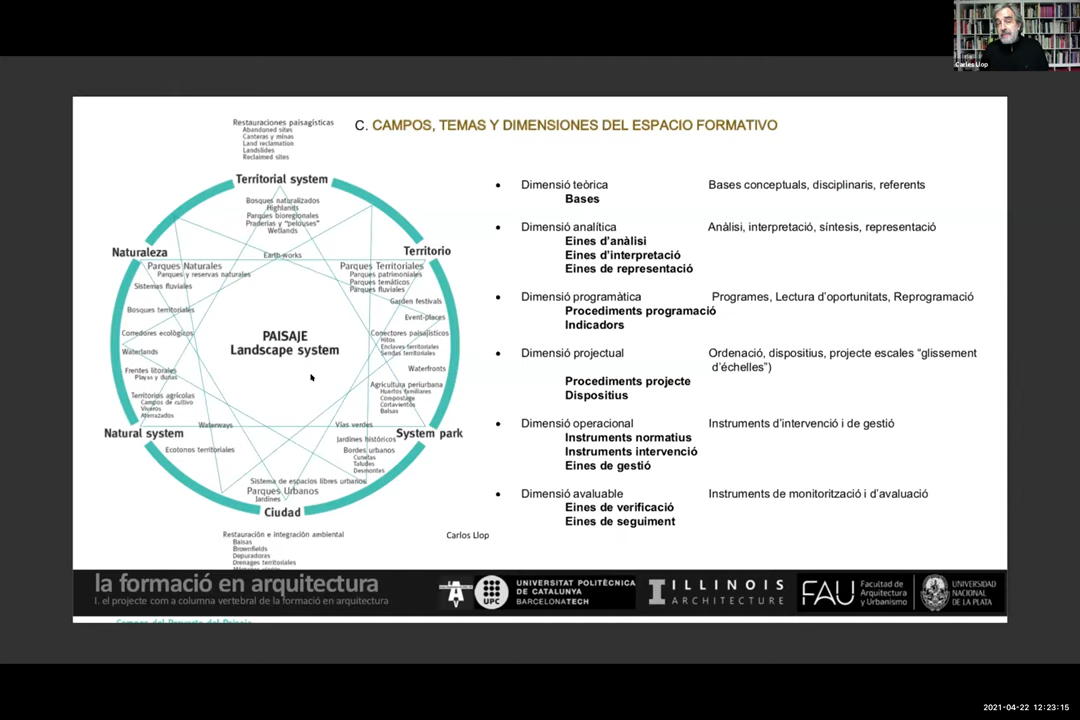 Carles Llop
C. CAMPOS, TEMAS Y DIMENSIONES DEL ESPACIO FORMATIVO
Restauraciones paisagísticas
Abandoned sites
Canteras y minas
Land reclamation
Landslides
Reclaimed sites
Territorial system
Bosques naturalizados
Highlands
Parques bioregionales
Praderias y "pelouses"
Wetlands
Earth-works
Naturaleza
Territorio
Parques Naturales
Parques y reservas naturales
Sistemas fluviales
Bosques territoriales
Corredores ecológicos
Waterlands
Frentes litorales
Playas y dunas
Territorios agrícolas
Campos de cultivo
Viveros
Aterrazados
Parques Territoriales
Parques patrimoniales
Parques temáticos
Parques fluviales
Garden festivals
Event-places
Conectores paisajísticos
Hitos
Enclaves territoriales
Sendas territoriales
Waterfronts
Agricultura periurbana
Huertos familiares
Compostage
Cortavientos
Balsas
PAISAJE
Landscape system
Natural system
System park
Waterways
Vías verdes
Ecotonos territoriales
Jardines históricos
Bordes urbanos
Cunetas
Taludes
Desmontes
Sistema de espacios libres urbanos
Parques Urbanos
Jardines
Ciudad
Restauración e integración ambiental
Balsas
Brownfields
Depuradoras
Drenages territoriales
Carlos Llop
• Dimensió teòrica Bases conceptuals, disciplinaris, referents
Bases
• Dimensió analítica Anàlisi, interpretació, síntesis, representació
Eines d'anàlisi
Eines d'interpretació
Eines de representació
• Dimensió programàtica Programes, Lectura d'oportunitats, Reprogramació
Procediments programació
Indicadors
• Dimensió projectual Ordenació, dispositius, projecte escales "glissement
d'échelles")
Procediments projecte
Dispositius
• Dimensió operacional Instruments d'intervenció i de gestió
Instruments normatius
Instruments intervenció
Eines de gestió
• Dimensió avaluable Instruments de monitorització i d'avaluació
Eines de verificació
Eines de seguiment
la formació en arquitectura
I. el projecte com a columna vertebral de la formació en arquitectura
UPC
UNIVERSITAT POLITÈCNICA
DE CATALUNYA
BARCELONATECH
ILLINOIS
ARCHITECTURE
FAU
Facultad de
Arquitectura
y Urbanismo
UNIVERSIDAD
NACIONAL
DE LA PLATA
2021-04-22 12:23:15